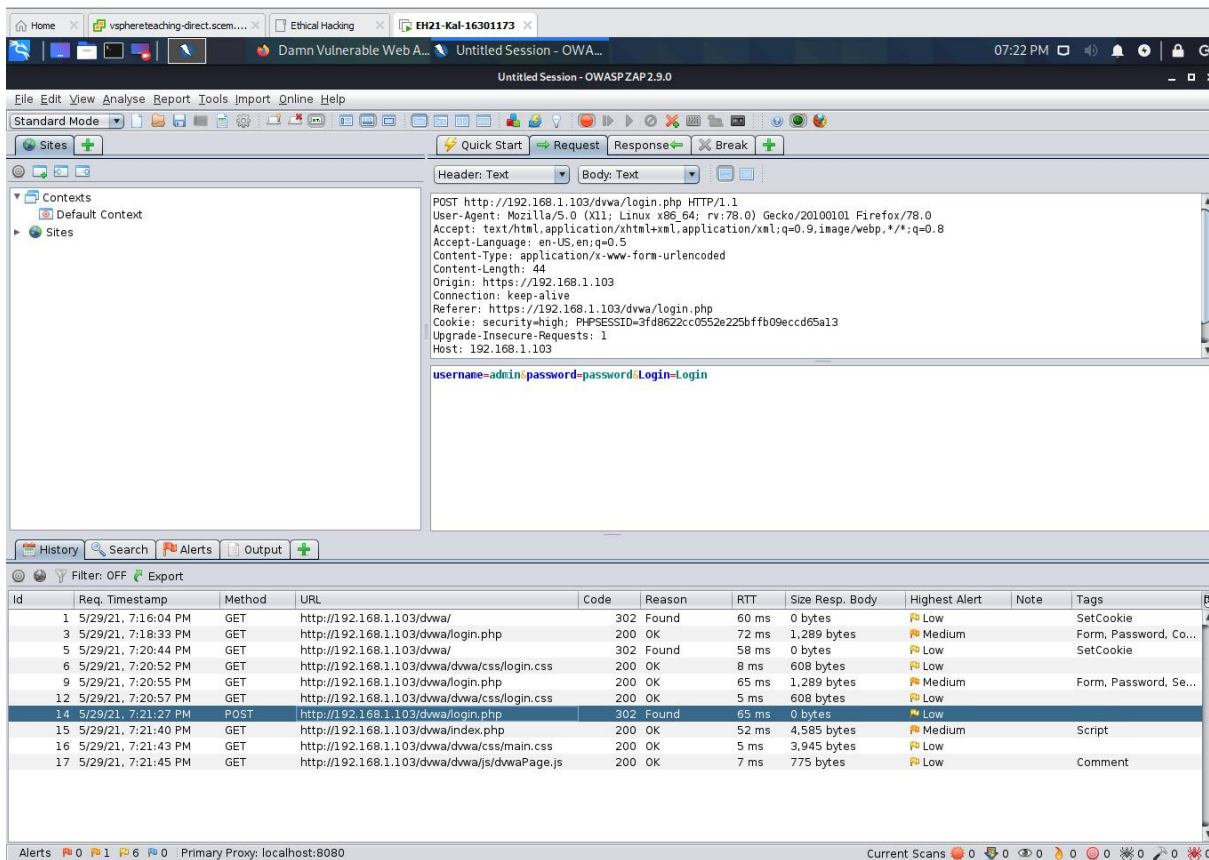 Home vsphereteaching-direct.scem.... Ethical Hacking EH21-Kal-16301173
Damn Vulnerable Web A... Untitled Session - OWA... 07:22 PM
Untitled Session - OWASP ZAP 2.9.0
File Edit View Analyse Report Tools Import Online Help
Standard Mode
Sites Quick Start Request Response Break
Header: Text Body: Text
Contexts
Default Context
Sites
POST http://192.168.1.103/dvwa/login.php HTTP/1.1
User-Agent: Mozilla/5.0 (X11; Linux x86_64; rv:78.0) Gecko/20100101 Firefox/78.0
Accept: text/html,application/xhtml+xml,application/xml;q=0.9,image/webp,*/*;q=0.8
Accept-Language: en-US,en;q=0.5
Content-Type: application/x-www-form-urlencoded
Content-Length: 44
Origin: https://192.168.1.103
Connection: keep-alive
Referer: https://192.168.1.103/dvwa/login.php
Cookie: security=high; PHPSESSID=3fd8622cc0552e225bffb09eccd65a13
Upgrade-Insecure-Requests: 1
Host: 192.168.1.103
username=admin&password=password&Login=Login
History Search Alerts Output
Filter: OFF Export
Id Req. Timestamp Method URL Code Reason RTT Size Resp. Body Highest Alert Note Tags
1 5/29/21, 7:16:04 PM GET http://192.168.1.103/dvwa/ 302 Found 60 ms 0 bytes Low SetCookie
3 5/29/21, 7:18:33 PM GET http://192.168.1.103/dvwa/login.php 200 OK 72 ms 1,289 bytes Medium Form, Password, Co...
5 5/29/21, 7:20:44 PM GET http://192.168.1.103/dvwa/ 302 Found 58 ms 0 bytes Low SetCookie
6 5/29/21, 7:20:52 PM GET http://192.168.1.103/dvwa/dvwa/css/login.css 200 OK 8 ms 608 bytes Low
9 5/29/21, 7:20:55 PM GET http://192.168.1.103/dvwa/login.php 200 OK 65 ms 1,289 bytes Medium Form, Password, Se...
12 5/29/21, 7:20:57 PM GET http://192.168.1.103/dvwa/dvwa/css/login.css 200 OK 5 ms 608 bytes Low
14 5/29/21, 7:21:27 PM POST http://192.168.1.103/dvwa/login.php 302 Found 65 ms 0 bytes Low
15 5/29/21, 7:21:40 PM GET http://192.168.1.103/dvwa/index.php 200 OK 52 ms 4,585 bytes Medium Script
16 5/29/21, 7:21:43 PM GET http://192.168.1.103/dvwa/dvwa/css/main.css 200 OK 5 ms 3,945 bytes Low
17 5/29/21, 7:21:45 PM GET http://192.168.1.103/dvwa/dvwa/js/dvwaPage.js 200 OK 7 ms 775 bytes Low Comment
Alerts 0 1 6 0 Primary Proxy: localhost:8080 Current Scans 0 0 0 0 0 0 0